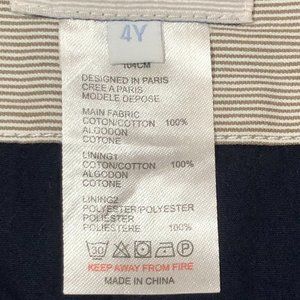 4Y
104CM
DESIGNED IN PARIS
CREE A PARIS
MODELE DEPOSE
MAIN FABRIC
COTON/COTTON 100%
ALGODON
COTONE
LINING1
COTON/COTTON 100%
ALGODON
COTONE
LINING2
POLYESTER/POLYESTER
POLIESTER
POLIESTERE 100%
30
KEEP AWAY FROM FIRE
MADE IN CHINA